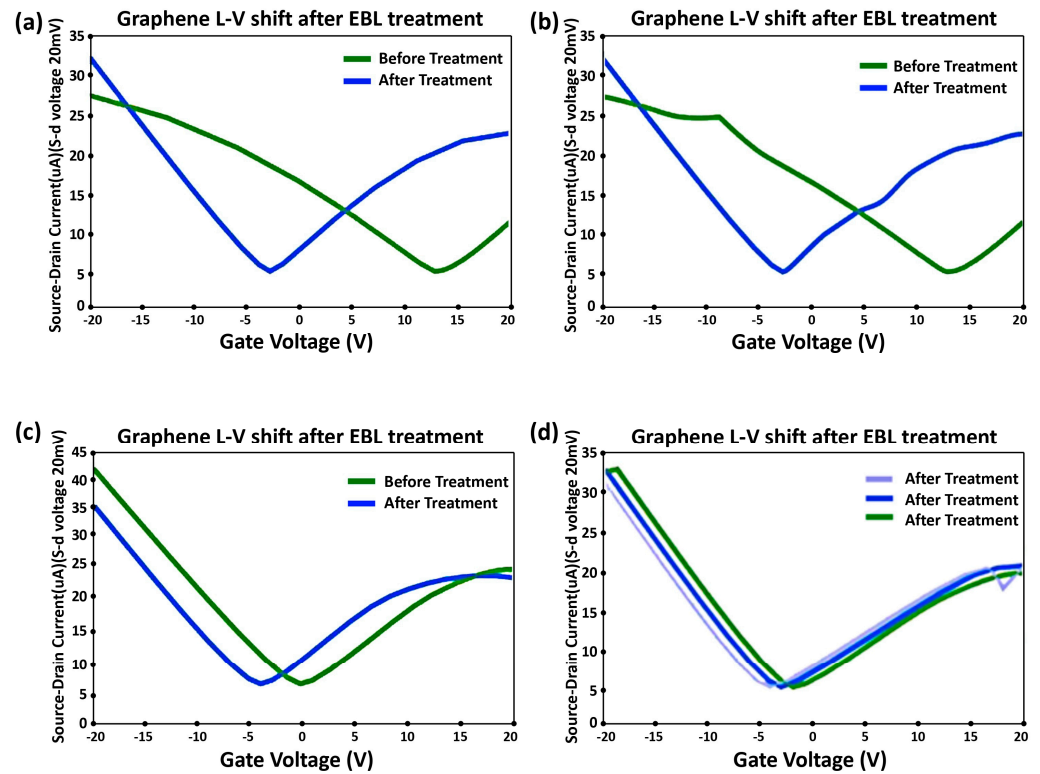 (a)
Graphene L-V shift after EBL treatment
Source-Drain Current(uA)(S-d voltage 20mV)
35
30
25
20
15
10
5
0
Before Treatment
After Treatment
-20 -15 -10 -5 0 5 10 15 20
Gate Voltage (V)
(b)
Graphene L-V shift after EBL treatment
Source-Drain Current(uA)(S-d voltage 20mV)
35
30
25
20
15
10
5
0
Before Treatment
After Treatment
-20 -15 -10 -5 0 5 10 15 20
Gate Voltage (V)
(c)
Graphene L-V shift after EBL treatment
Source-Drain Current(uA)(S-d voltage 20mV)
45
40
35
30
25
20
15
10
5
0
Before Treatment
After Treatment
-20 -15 -10 -5 0 5 10 15 20
Gate Voltage (V)
(d)
Graphene L-V shift after EBL treatment
Source-Drain Current(uA)(S-d voltage 20mV)
35
30
25
20
15
10
5
0
After Treatment
After Treatment
After Treatment
-20 -15 -10 -5 0 5 10 15 20
Gate Voltage (V)